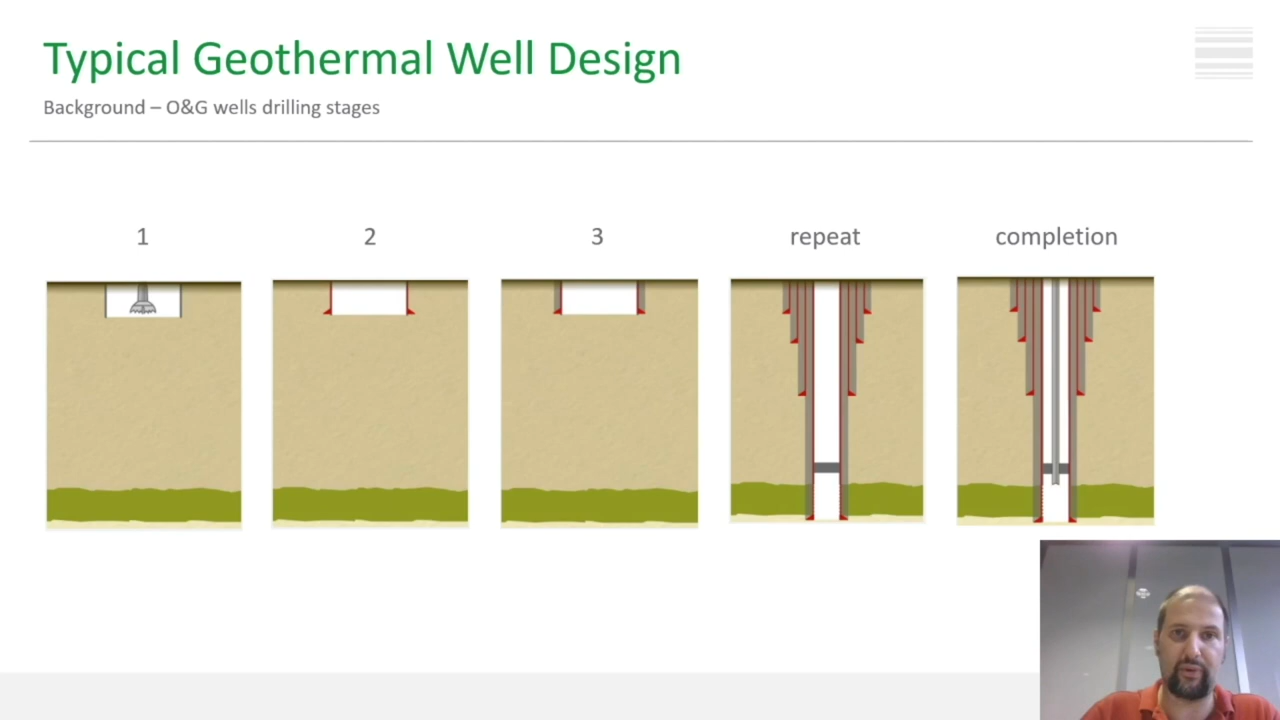 Typical Geothermal Well Design
Background – O&G wells drilling stages
1 2 3 repeat completion